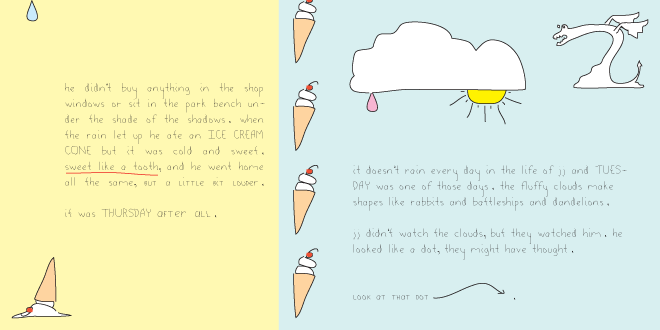 he didn't buy anything in the shop
windows or sit in the park bench un-
der the shade of the shadows. when
the rain let up he ate an ICE CREAM
CONE but it was cold and sweet.
sweet like a tooth, and he went home
all the same, BUT A LITTLE BIT LOUDER.
it was THURSDAY AFTER ALL.
it doesn't rain every day in the life of jj and TUES-
DAY was one of those days. the fluffy clouds make
shapes like rabbits and battleships and dandelions.
jj didn't watch the clouds, but they watched him. he
looked like a dot, they might have thought.
LOOK AT THAT DOT